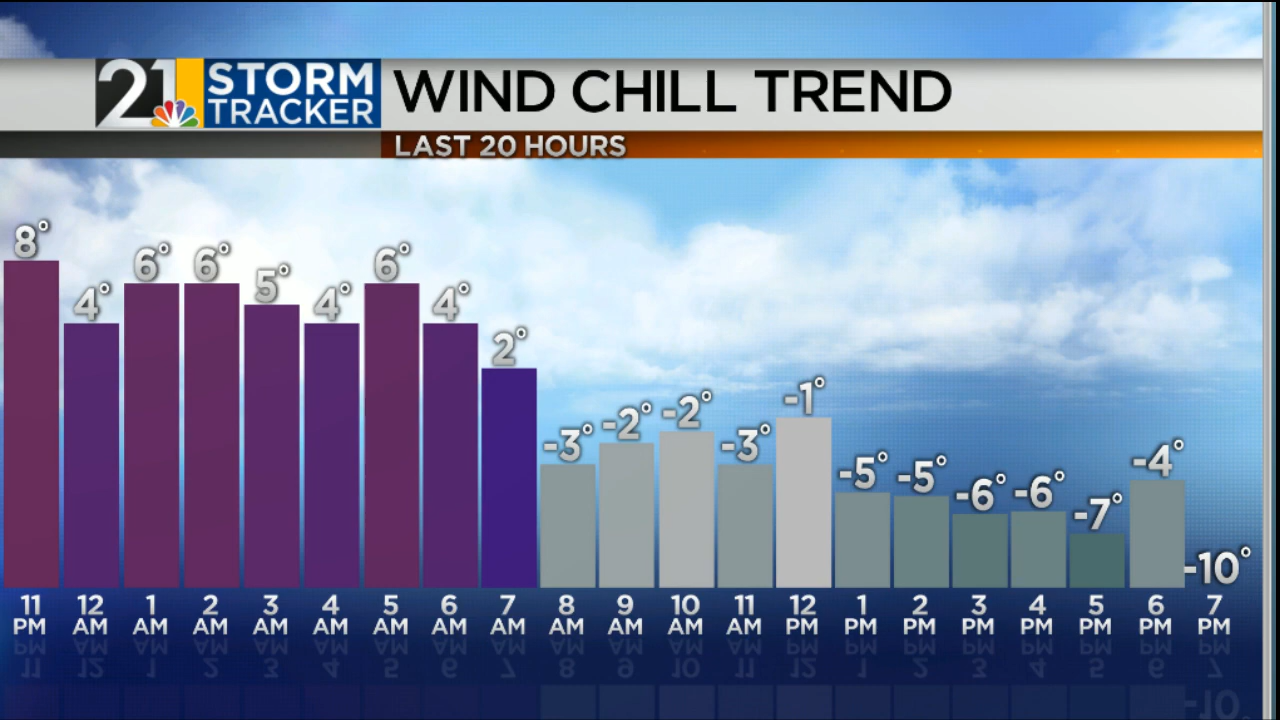 21 STORM TRACKER
WIND CHILL TREND
LAST 20 HOURS
8° 4° 6° 6° 5° 4° 6° 4° 2° -3° -2° -2° -3° -1° -5° -5° -6° -6° -7° -4° -10°
11 12 1 2 3 4 5 6 7 8 9 10 11 12 1 2 3 4 5 6 7
PM AM AM AM AM AM AM AM AM AM AM AM AM PM PM PM PM PM PM PM PM